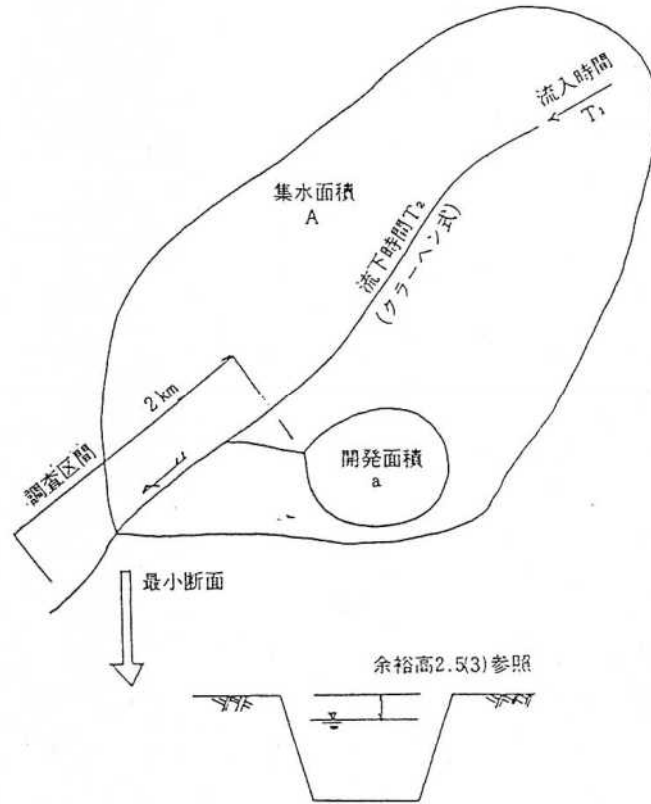 流入時間
T₁
集水面積
A
流下時間T₂
(クラーヘン式)
2km
調査区間
開発面積
a
最小断面
余裕高2.5(3)参照